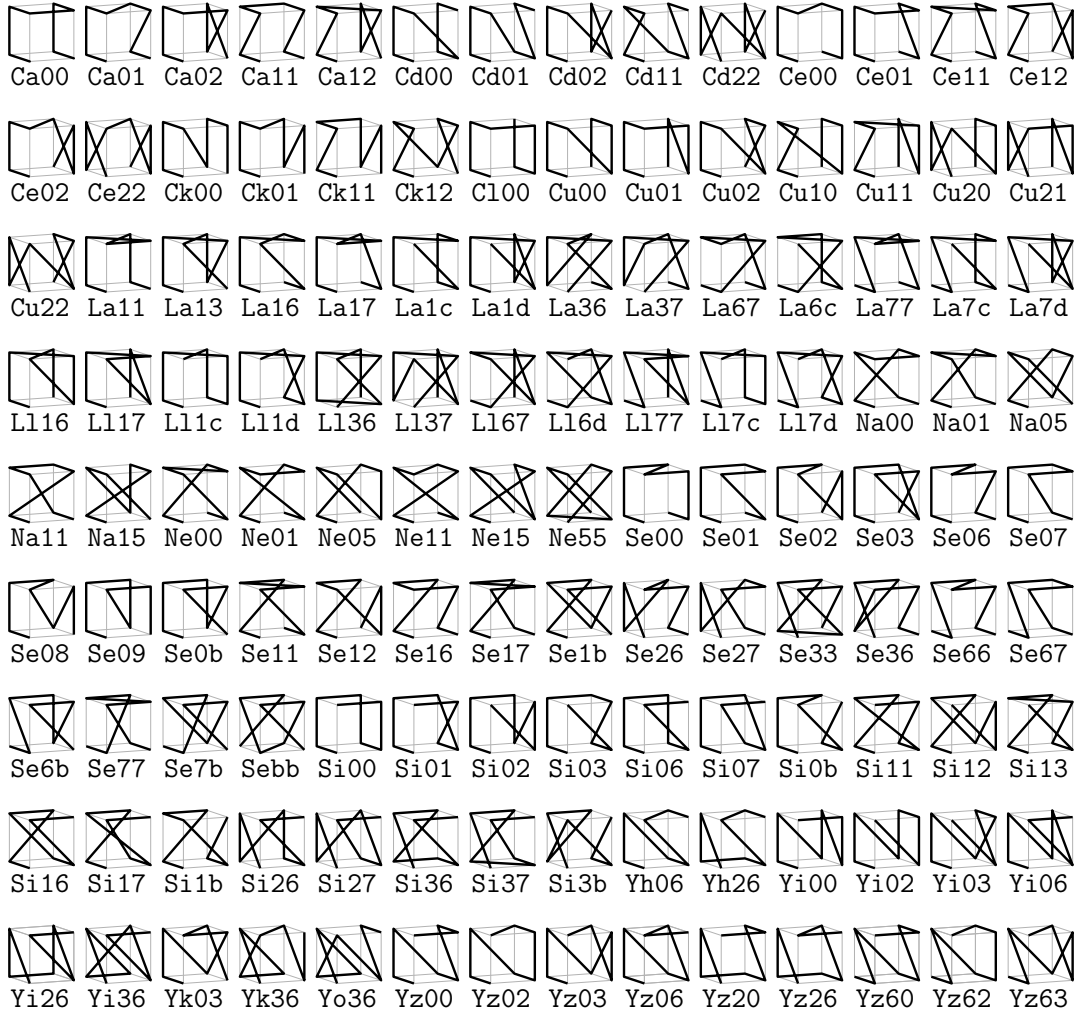 Ca00 Ca01 Ca02 Ca11 Ca12 Cd00 Cd01 Cd02 Cd11 Cd22 Ce00 Ce01 Ce11 Ce12
Ce02 Ce22 Ck00 Ck01 Ck11 Ck12 Cl00 Cu00 Cu01 Cu02 Cu10 Cu11 Cu20 Cu21
Cu22 La11 La13 La16 La17 La1c La1d La36 La37 La67 La6c La77 La7c La7d
Ll16 Ll17 Ll1c Ll1d Ll36 Ll37 Ll67 Ll6d Ll77 Ll7c Ll7d Na00 Na01 Na05
Na11 Na15 Ne00 Ne01 Ne05 Ne11 Ne15 Ne55 Se00 Se01 Se02 Se03 Se06 Se07
Se08 Se09 Se0b Se11 Se12 Se16 Se17 Se1b Se26 Se27 Se33 Se36 Se66 Se67
Se6b Se77 Se7b Sebb Si00 Si01 Si02 Si03 Si06 Si07 Si0b Si11 Si12 Si13
Si16 Si17 Si1b Si26 Si27 Si36 Si37 Si3b Yh06 Yh26 Yi00 Yi02 Yi03 Yi06
Yi26 Yi36 Yk03 Yk36 Yo36 Yz00 Yz02 Yz03 Yz06 Yz20 Yz26 Yz60 Yz62 Yz63